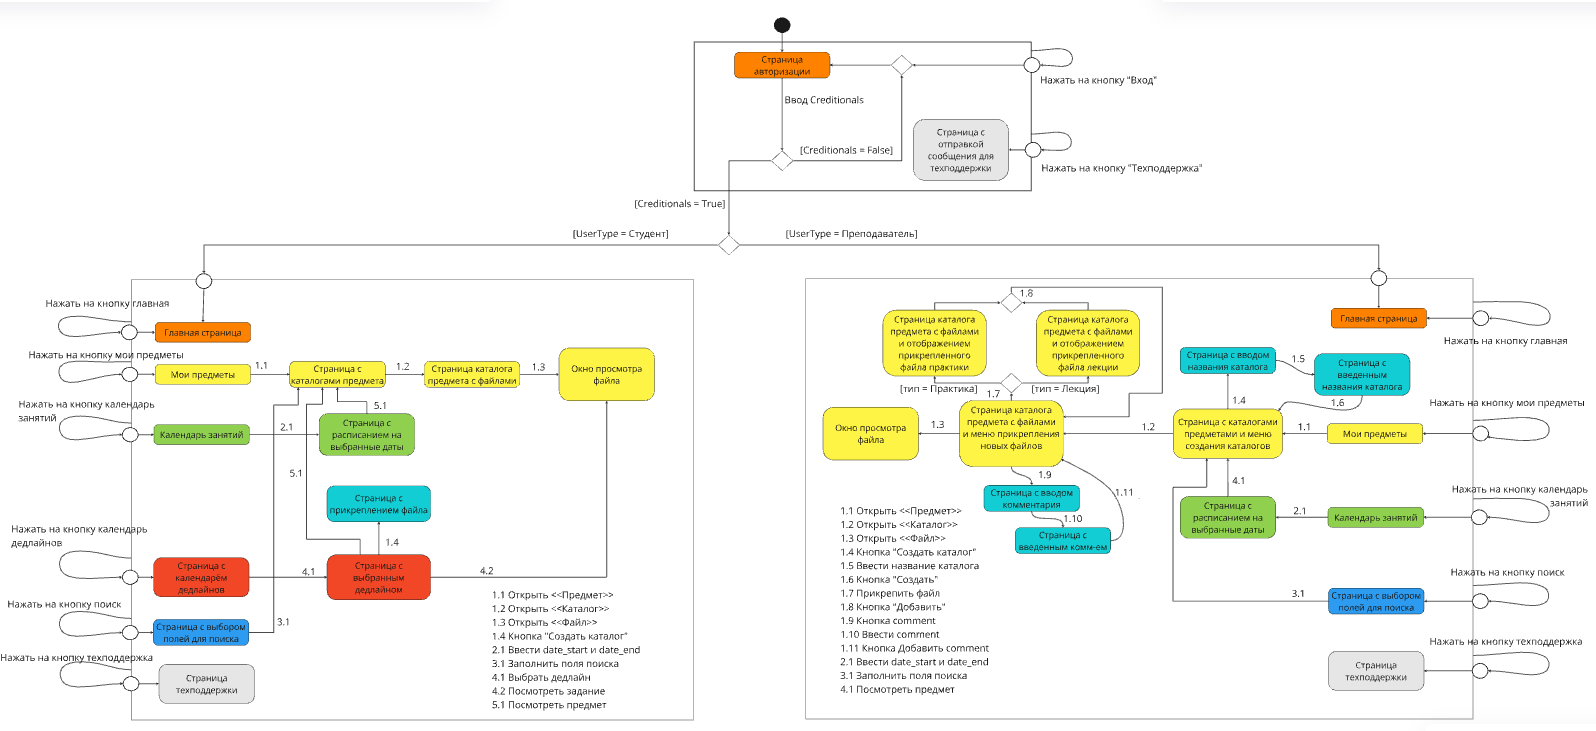 Страница
авторизации
Нажать на кнопку "Вход"
Ввод Creditionals
[Creditionals = False]
Страница с
отправкой
сообщения для
техподдержки
Нажать на кнопку "Техподдержка"
[Creditionals = True]
[UserType = Студент]
[UserType = Преподаватель]
Нажать на кнопку главная
Главная страница
Нажать на кнопку мои предметы
Мои предметы
1.1
Страница с
каталогами предмета
1.2
Страница каталога
предмета с файлами
1.3
Окно просмотра
файла
Нажать на кнопку календарь
занятий
Календарь занятий
2.1
5.1
Страница с
расписанием на
выбранные даты
5.1
Страница с
прикреплением файла
1.4
Нажать на кнопку календарь
дедлайнов
Страница с
календарём
дедлайнов
4.1
Страница с
выбранным
дедлайном
4.2
Нажать на кнопку поиск
Страница с выбором
полей для поиска
3.1
Нажать на кнопку техподдержка
Страница
техподдержки
1.1 Открыть <<Предмет>>
1,2 Открыть <<Каталог>>
1.3 Открыть <<Файл>>
1.4 Кнопка "Создать каталог"
2.1 Ввести date_start и date_end
3.1 Заполнить поля поиска
4.1 Выбрать дедлайн
4.2 Посмотреть задание
5.1 Посмотреть предмет
1.8
Страница каталога
предмета с файлами
и отображением
прикрепленного
файла практики
Страница каталога
предмета с файлами
и отображением
прикрепленного
файла лекции
[тип = Практика]
[тип = Лекция]
1.7
Страница каталога
предмета с файлами
и меню прикрепления
новых файлов
1.3
Окно просмотра
файла
1.2
1.9
Страница с вводом
комментария
1.10
Страница с
введенным комм-ем
1.11
Главная страница
Нажать на кнопку главная
Страница с вводом
названия каталога
1.5
Страница с
введенным
названия каталога
1.6
1.4
Страница с каталогами
предметами и меню
создания каталогов
1.1
Мои предметы
Нажать на кнопку мои предметы
4.1
Страница с
расписанием на
выбранные даты
2.1
Календарь занятий
Нажать на кнопку календарь
занятий
3.1
Страница с выбором
полей для поиска
Нажать на кнопку поиск
Страница
техподдержки
Нажать на кнопку техподдержка
1.1 Открыть <<Предмет>>
1.2 Открыть <<Каталог>>
1.3 Открыть <<Файл>>
1.4 Кнопка "Создать каталог"
1.5 Ввести название каталога
1.6 Кнопка "Создать"
1.7 Прикрепить файл
1.8 Кнопка "Добавить"
1.9 Кнопка comment
1.10 Ввести comment
1.11 Кнопка Добавить comment
2.1 Ввести date_start и date_end
3.1 Заполнить поля поиска
4.1 Посмотреть предмет